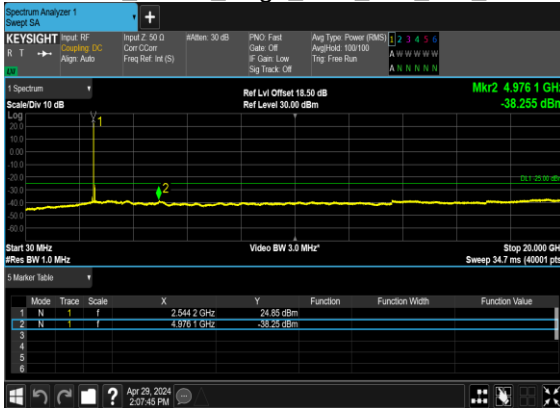 Spectrum Analyzer 1
Swept SA
+
KEYSIGHT
R T
Input: RF
Coupling: DC
Align: Auto
Input Z: 50 Ω
Corr CCorr
Freq Ref: Int (S)
#Atten: 30 dB
PNO: Fast
Gate: Off
IF Gain: Low
Sig Track: Off
Avg Type: Power (RMS)
Avg|Hold: 100/100
Trig: Free Run
1 2 3 4 5 6
A W W W W W
A N N N N N
1 Spectrum
Scale/Div 10 dB
Ref Lvl Offset 18.50 dB
Ref Level 30.00 dBm
Mkr2 4.976 1 GHz
-38.255 dBm
Log
20.0
10.0
0.00
-10.0
-20.0
-30.0
-40.0
-50.0
-60.0
1
2
Start 30 MHz
#Res BW 1.0 MHz
Video BW 3.0 MHz*
Stop 20.000 GH
Sweep 34.7 ms (40001 pts
5 Marker Table
Mode Trace Scale X Y Function Function Width Function Value
1 N 1 f 2.544 2 GHz 24.85 dBm
2 N 1 f 4.976 1 GHz -38.25 dBm
3
4
5
6
?
Apr 29, 2024
2:07:45 PM